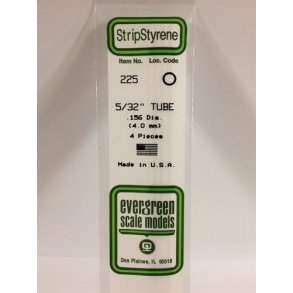 StripStyrene
Item No. Loc. Code
225
5/32" TUBE
.156 Dia.
(4.0 mm)
4 Pieces
Made in U.S.A.
evergreen
scale models
Des Plaines, IL 60018